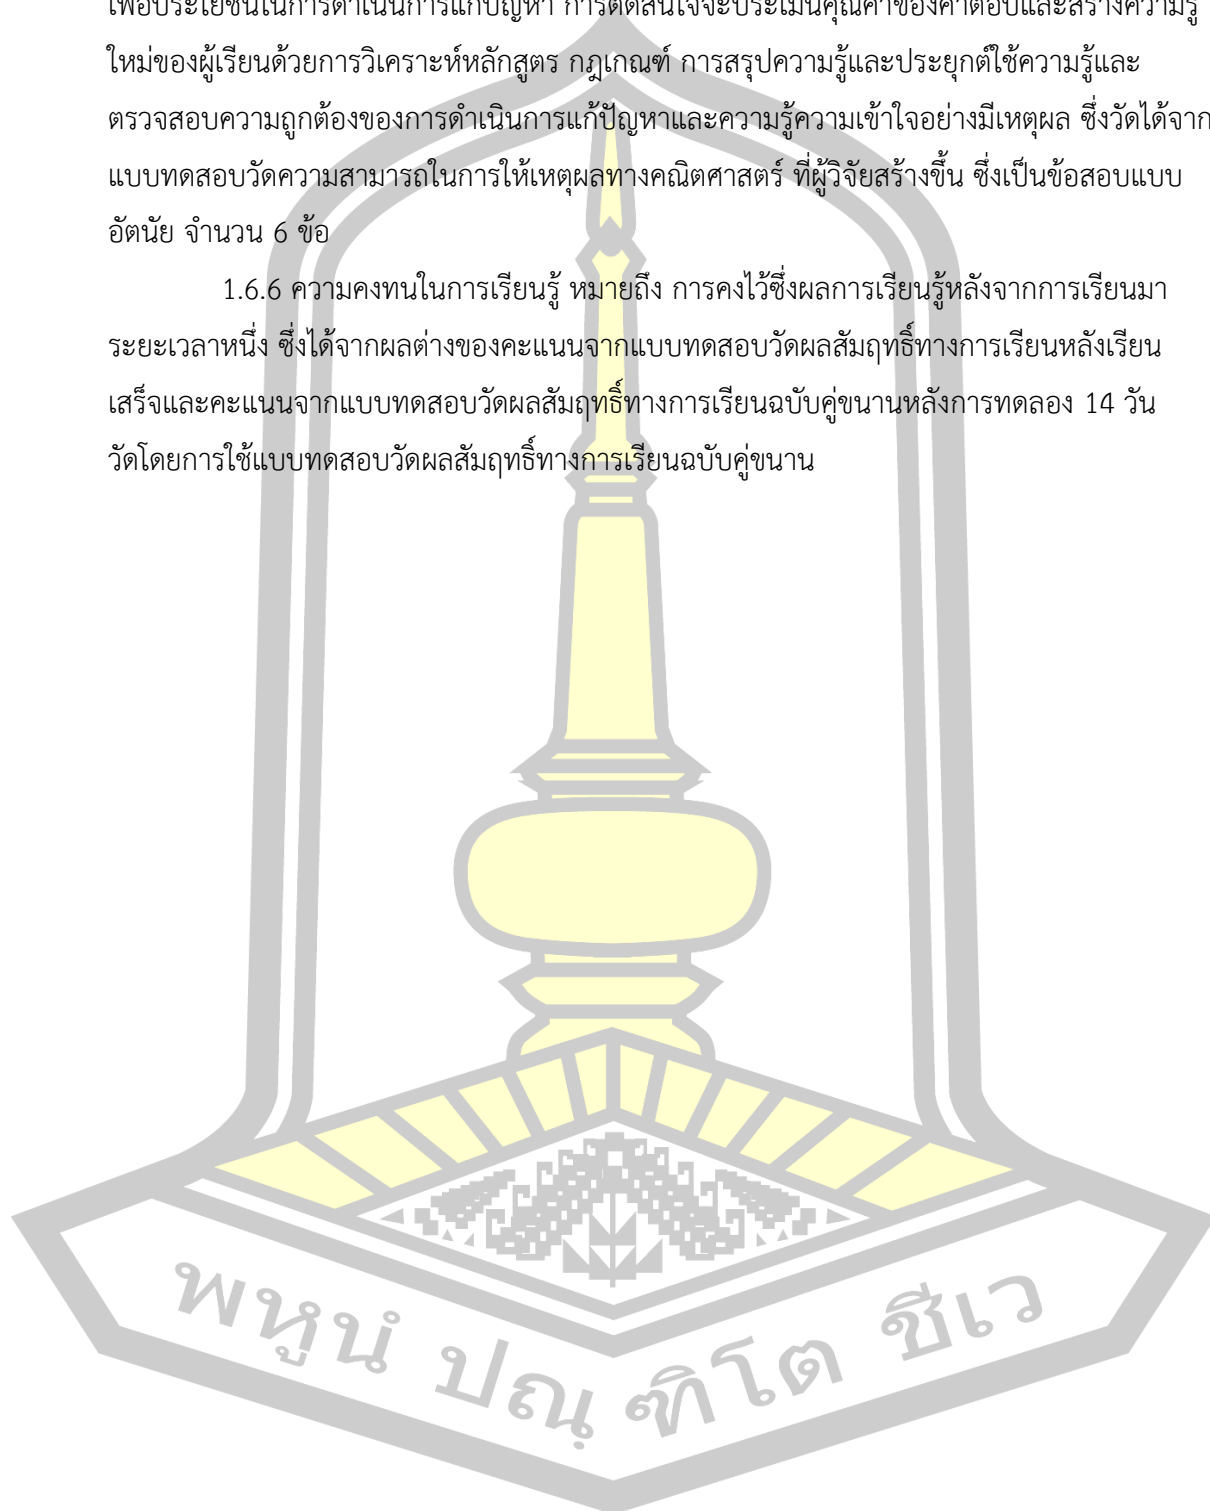 เพื่อประโยชน์ในการดำเนินการแก้ปัญหา การตัดสินใจจะประเมินคุณค่าของคำตอบและสร้างความรู้
ใหม่ของผู้เรียนด้วยการวิเคราะห์หลักสูตร กฎเกณฑ์ การสรุปความรู้และประยุกต์ใช้ความรู้และ
ตรวจสอบความถูกต้องของการดำเนินการแก้ปัญหาและความรู้ความเข้าใจอย่างมีเหตุผล ซึ่งวัดได้จาก
แบบทดสอบวัดความสามารถในการให้เหตุผลทางคณิตศาสตร์ ที่ผู้วิจัยสร้างขึ้น ซึ่งเป็นข้อสอบแบบ
อัตนัย จำนวน 6 ข้อ
1.6.6 ความคงทนในการเรียนรู้ หมายถึง การคงไว้ซึ่งผลการเรียนรู้หลังจากการเรียนมา
ระยะเวลาหนึ่ง ซึ่งได้จากผลต่างของคะแนนจากแบบทดสอบวัดผลสัมฤทธิ์ทางการเรียนหลังเรียน
เสร็จและคะแนนจากแบบทดสอบวัดผลสัมฤทธิ์ทางการเรียนฉบับคู่ขนานหลังการทดลอง 14 วัน
วัดโดยการใช้แบบทดสอบวัดผลสัมฤทธิ์ทางการเรียนฉบับคู่ขนาน
พหูนํ ปณฺฑิโต ชีเว